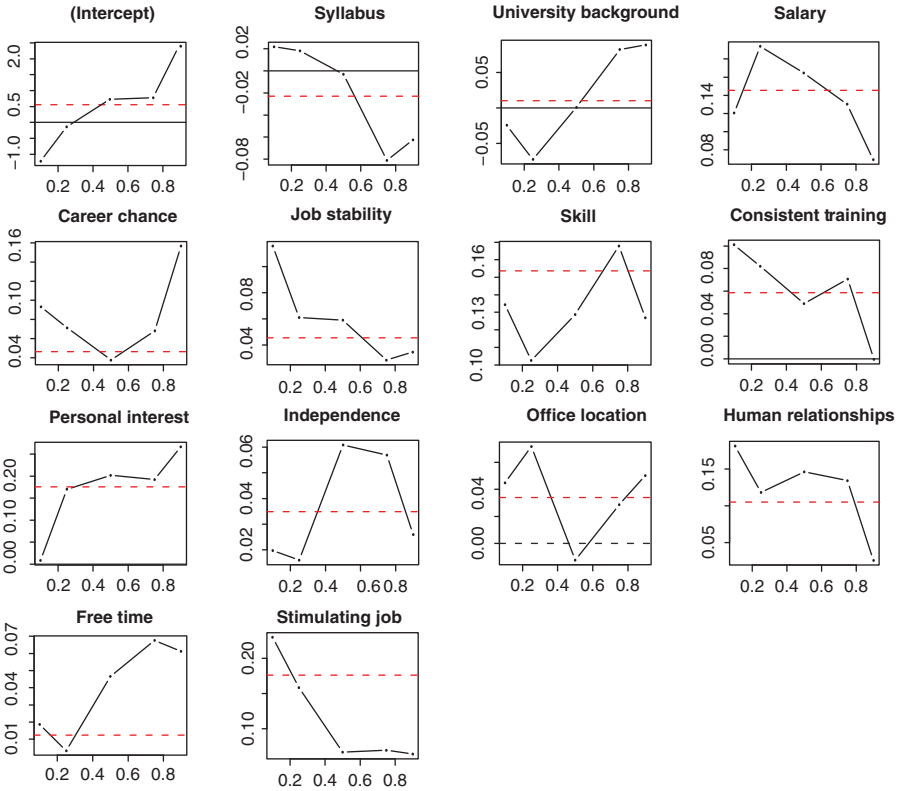 (Intercept) Syllabus University background Salary
2.0 0.5 −1.0
0.02 −0.02 −0.08
0.05 −0.05
0.14 0.08
0.2 0.4 0.6 0.8 0.2 0.4 0.6 0.8 0.2 0.4 0.6 0.8 0.2 0.4 0.6 0.8
Career chance Job stability Skill Consistent training
0.16 0.10 0.04
0.08 0.04
0.16 0.13 0.10
0.08 0.04 0.00
0.2 0.4 0.6 0.8 0.2 0.4 0.6 0.8 0.2 0.4 0.6 0.8 0.2 0.4 0.6 0.8
Personal interest Independence Office location Human relationships
0.20 0.10 0.00
0.06 0.04 0.02
0.04 0.00
0.15 0.05
0.2 0.4 0.6 0.8 0.2 0.4 0.6 0.8 0.2 0.4 0.6 0.8 0.2 0.4 0.6 0.8
Free time Stimulating job
0.07 0.04 0.01
0.20 0.10
0.2 0.4 0.6 0.8 0.2 0.4 0.6 0.8